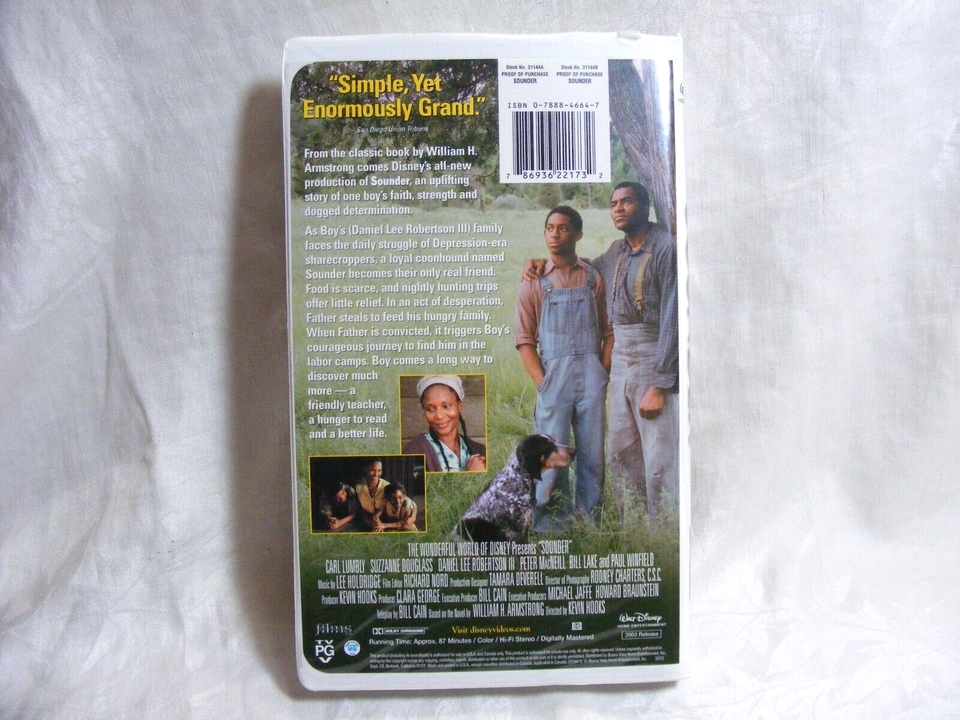 "Simple, Yet
Enormously Grand."
San Diego Union Tribune
Stock No. 21144A
PROOF OF PURCHASE
SOUNDER
Stock No. 21144B
PROOF OF PURCHASE
SOUNDER
ISBN 0-7888-4664-7
7 86936 22173 2
From the classic book by William H.
Armstrong comes Disney's all-new
production of Sounder, an uplifting
story of one boy's faith, strength and
dogged determination.
As Boy's (Daniel Lee Robertson III) family
faces the daily struggle of Depression-era
sharecroppers, a loyal coonhound named
Sounder becomes their only real friend.
Food is scarce, and nightly hunting trips
offer little relief. In an act of desperation,
Father steals to feed his hungry family.
When Father is convicted, it triggers Boy's
courageous journey to find him in the
labor camps. Boy comes a long way to
discover much
more — a
friendly teacher,
a hunger to read
and a better life.
THE WONDERFUL WORLD OF DISNEY Presents "SOUNDER"
CARL LUMBLY SUZZANNE DOUGLASS DANIEL LEE ROBERTSON III PETER MacNEILL BILL LAKE and PAUL WINFIELD
Music by LEE HOLDRIDGE Film Editor RICHARD NORD Production Designer TAMARA DEVERELL Director of Photography RODNEY CHARTERS, C.S.C.
Producer KEVIN HOOKS Producer CLARA GEORGE Executive Producer BILL CAIN Executive Producers MICHAEL JAFFE HOWARD BRAUNSTEIN
Teleplay by BILL CAIN Based on the Novel by WILLIAM H. ARMSTRONG Directed by KEVIN HOOKS
films
DOLBY SURROUND
Visit disneyvideos.com
Walt Disney
HOME ENTERTAINMENT
2003 Release
TV
PG
V
Running Time: Approx. 87 Minutes / Color / Hi-Fi Stereo / Digitally Mastered